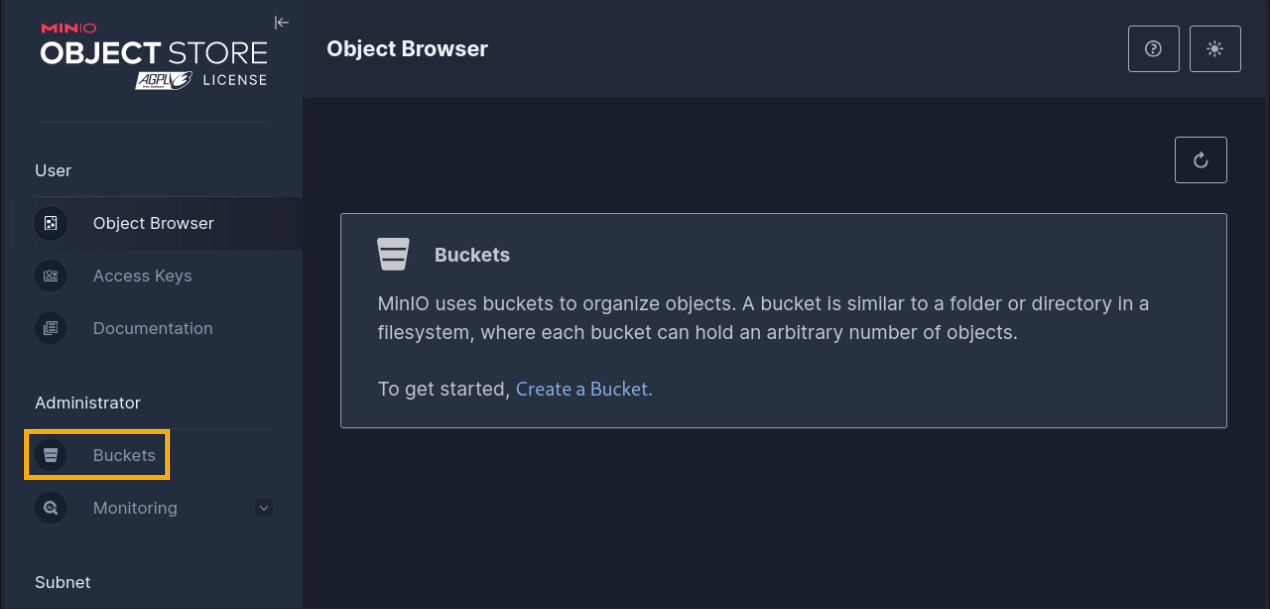 MINIO
OBJECT STORE
AGPLv3 LICENSE
Free Software
User
Object Browser
Access Keys
Documentation
Administrator
Buckets
Monitoring
Subnet
Object Browser
Buckets
MinIO uses buckets to organize objects. A bucket is similar to a folder or directory in a
filesystem, where each bucket can hold an arbitrary number of objects.
To get started, Create a Bucket.